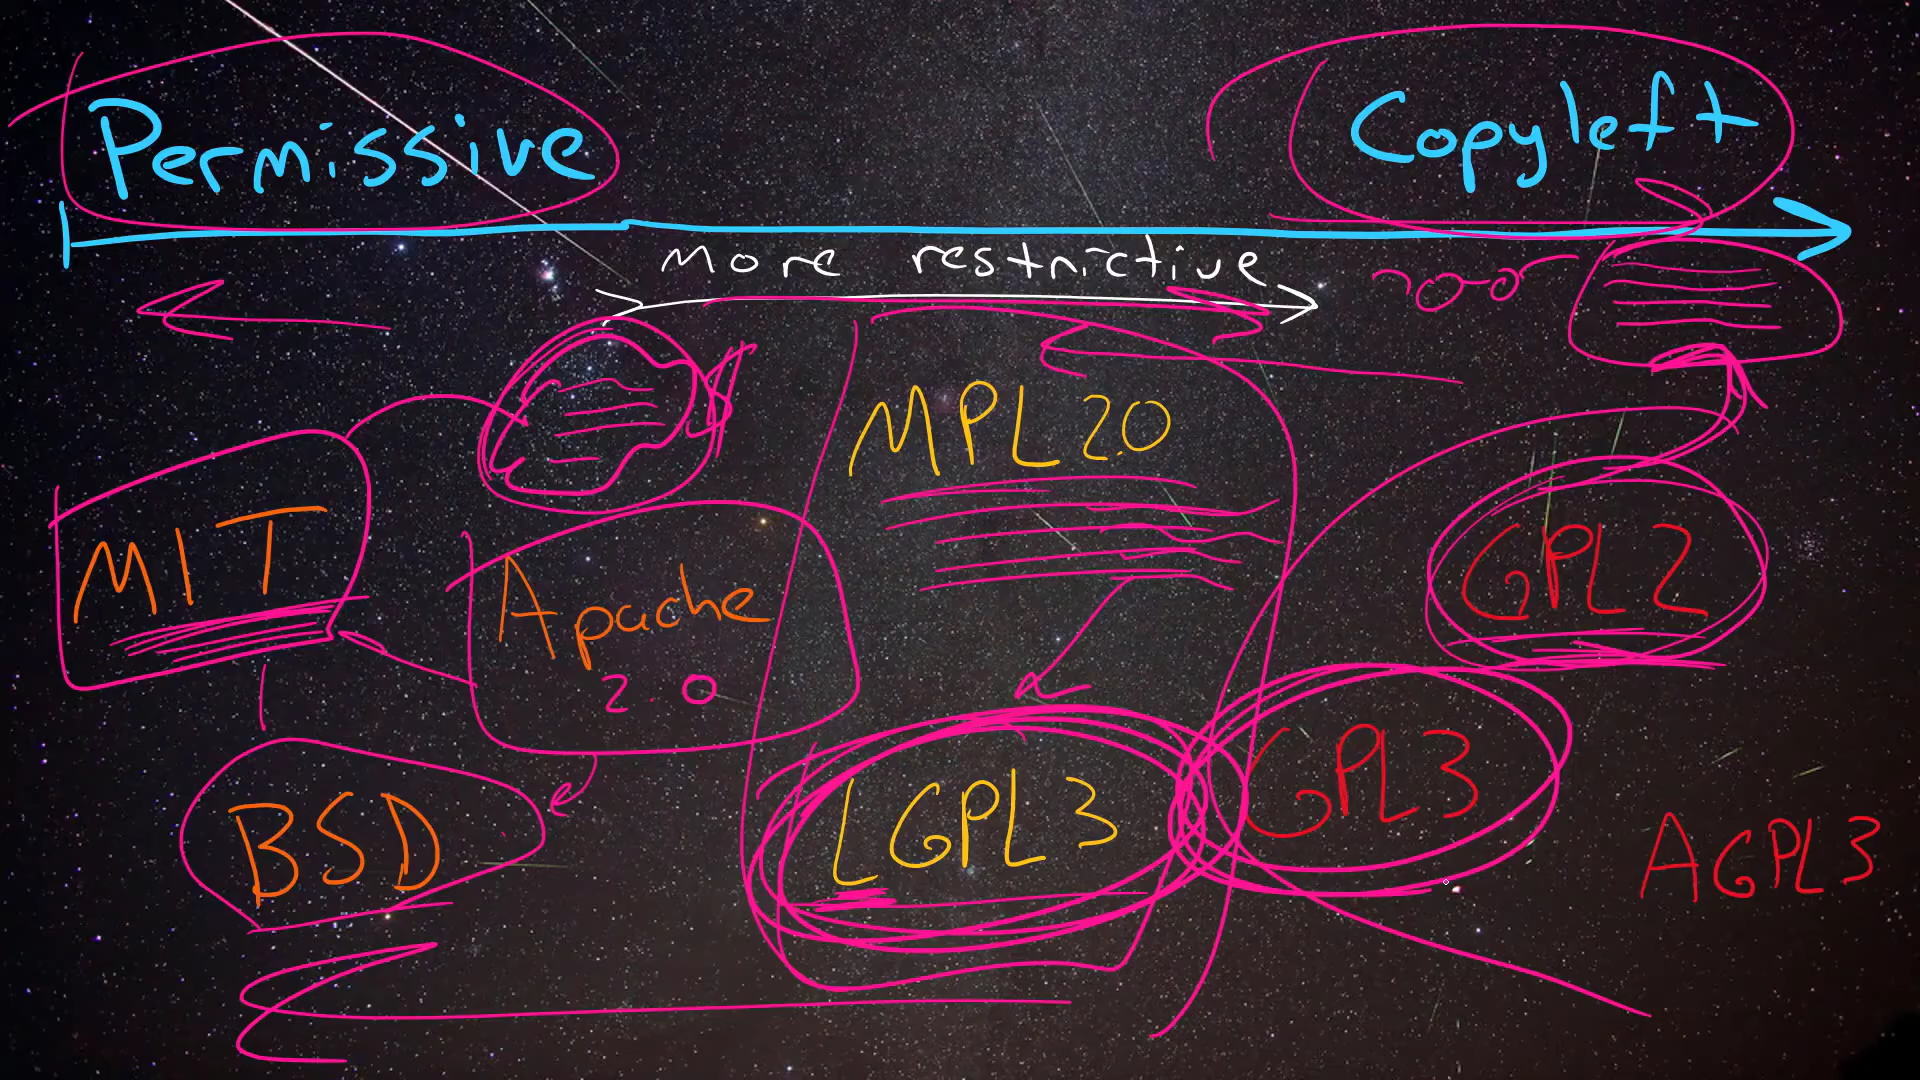 Permissive
Copyleft
More restrictive
MPL 2.0
MIT
Apache
2.0
GPL 2
BSD
LGPL 3
GPL 3
AGPL 3